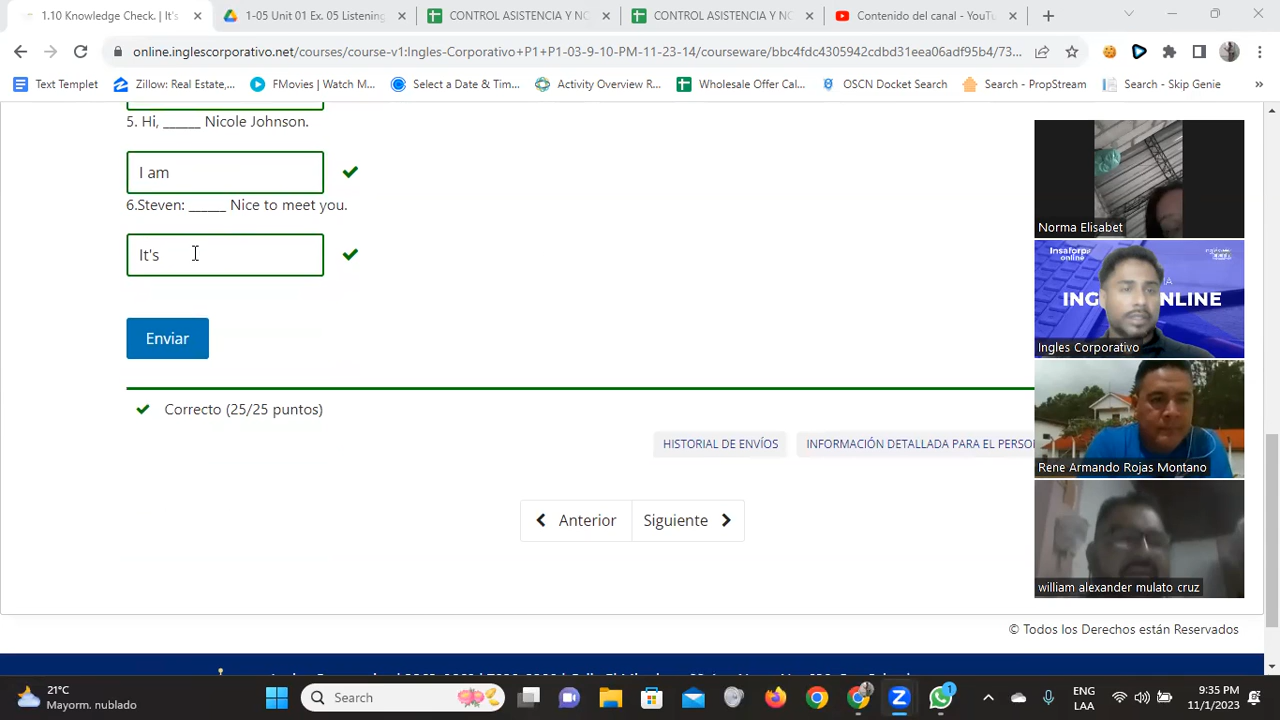 1.10 Knowledge Check. | It's
1-05 Unit 01 Ex. 05 Listening
CONTROL ASISTENCIA Y NO
CONTROL ASISTENCIA Y NO
Contenido del canal - YouTu
online.inglescorporativo.net/courses/course-v1:Ingles-Corporativo+P1+P1-03-9-10-PM-11-23-14/courseware/bbc4fdc4305942cdbd31eea06adf95b4/73...
Text Templet
Zillow: Real Estate,...
FMovies | Watch M...
Select a Date & Tim...
Activity Overview R...
Wholesale Offer Cal...
OSCN Docket Search
Search - PropStream
Search - Skip Genie
»
5. Hi, ______ Nicole Johnson.
I am
6.Steven: ______ Nice to meet you.
It's
Enviar
Correcto (25/25 puntos)
HISTORIAL DE ENVÍOS
INFORMACIÓN DETALLADA PARA EL PERSO
Anterior
Siguiente
Norma Elisabet
Insaforp
online
Ingles Corporativo
Rene Armando Rojas Montano
william alexander mulato cruz
© Todos los Derechos están Reservados
21°C
Mayorm. nublado
Search
1
ENG
LAA
9:35 PM
11/1/2023